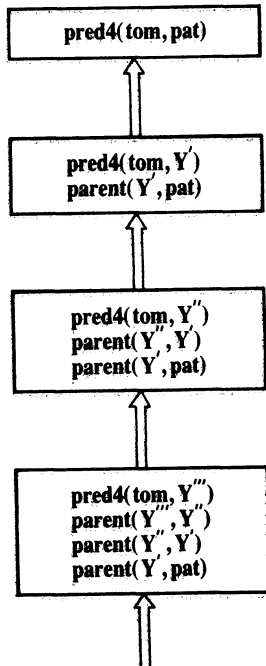 pred4(tom, pat)
pred4(tom, Y')
parent(Y', pat)
pred4(tom, Y'')
parent(Y'', Y')
parent(Y', pat)
pred4(tom, Y''')
parent(Y''', Y'')
parent(Y'', Y')
parent(Y', pat)